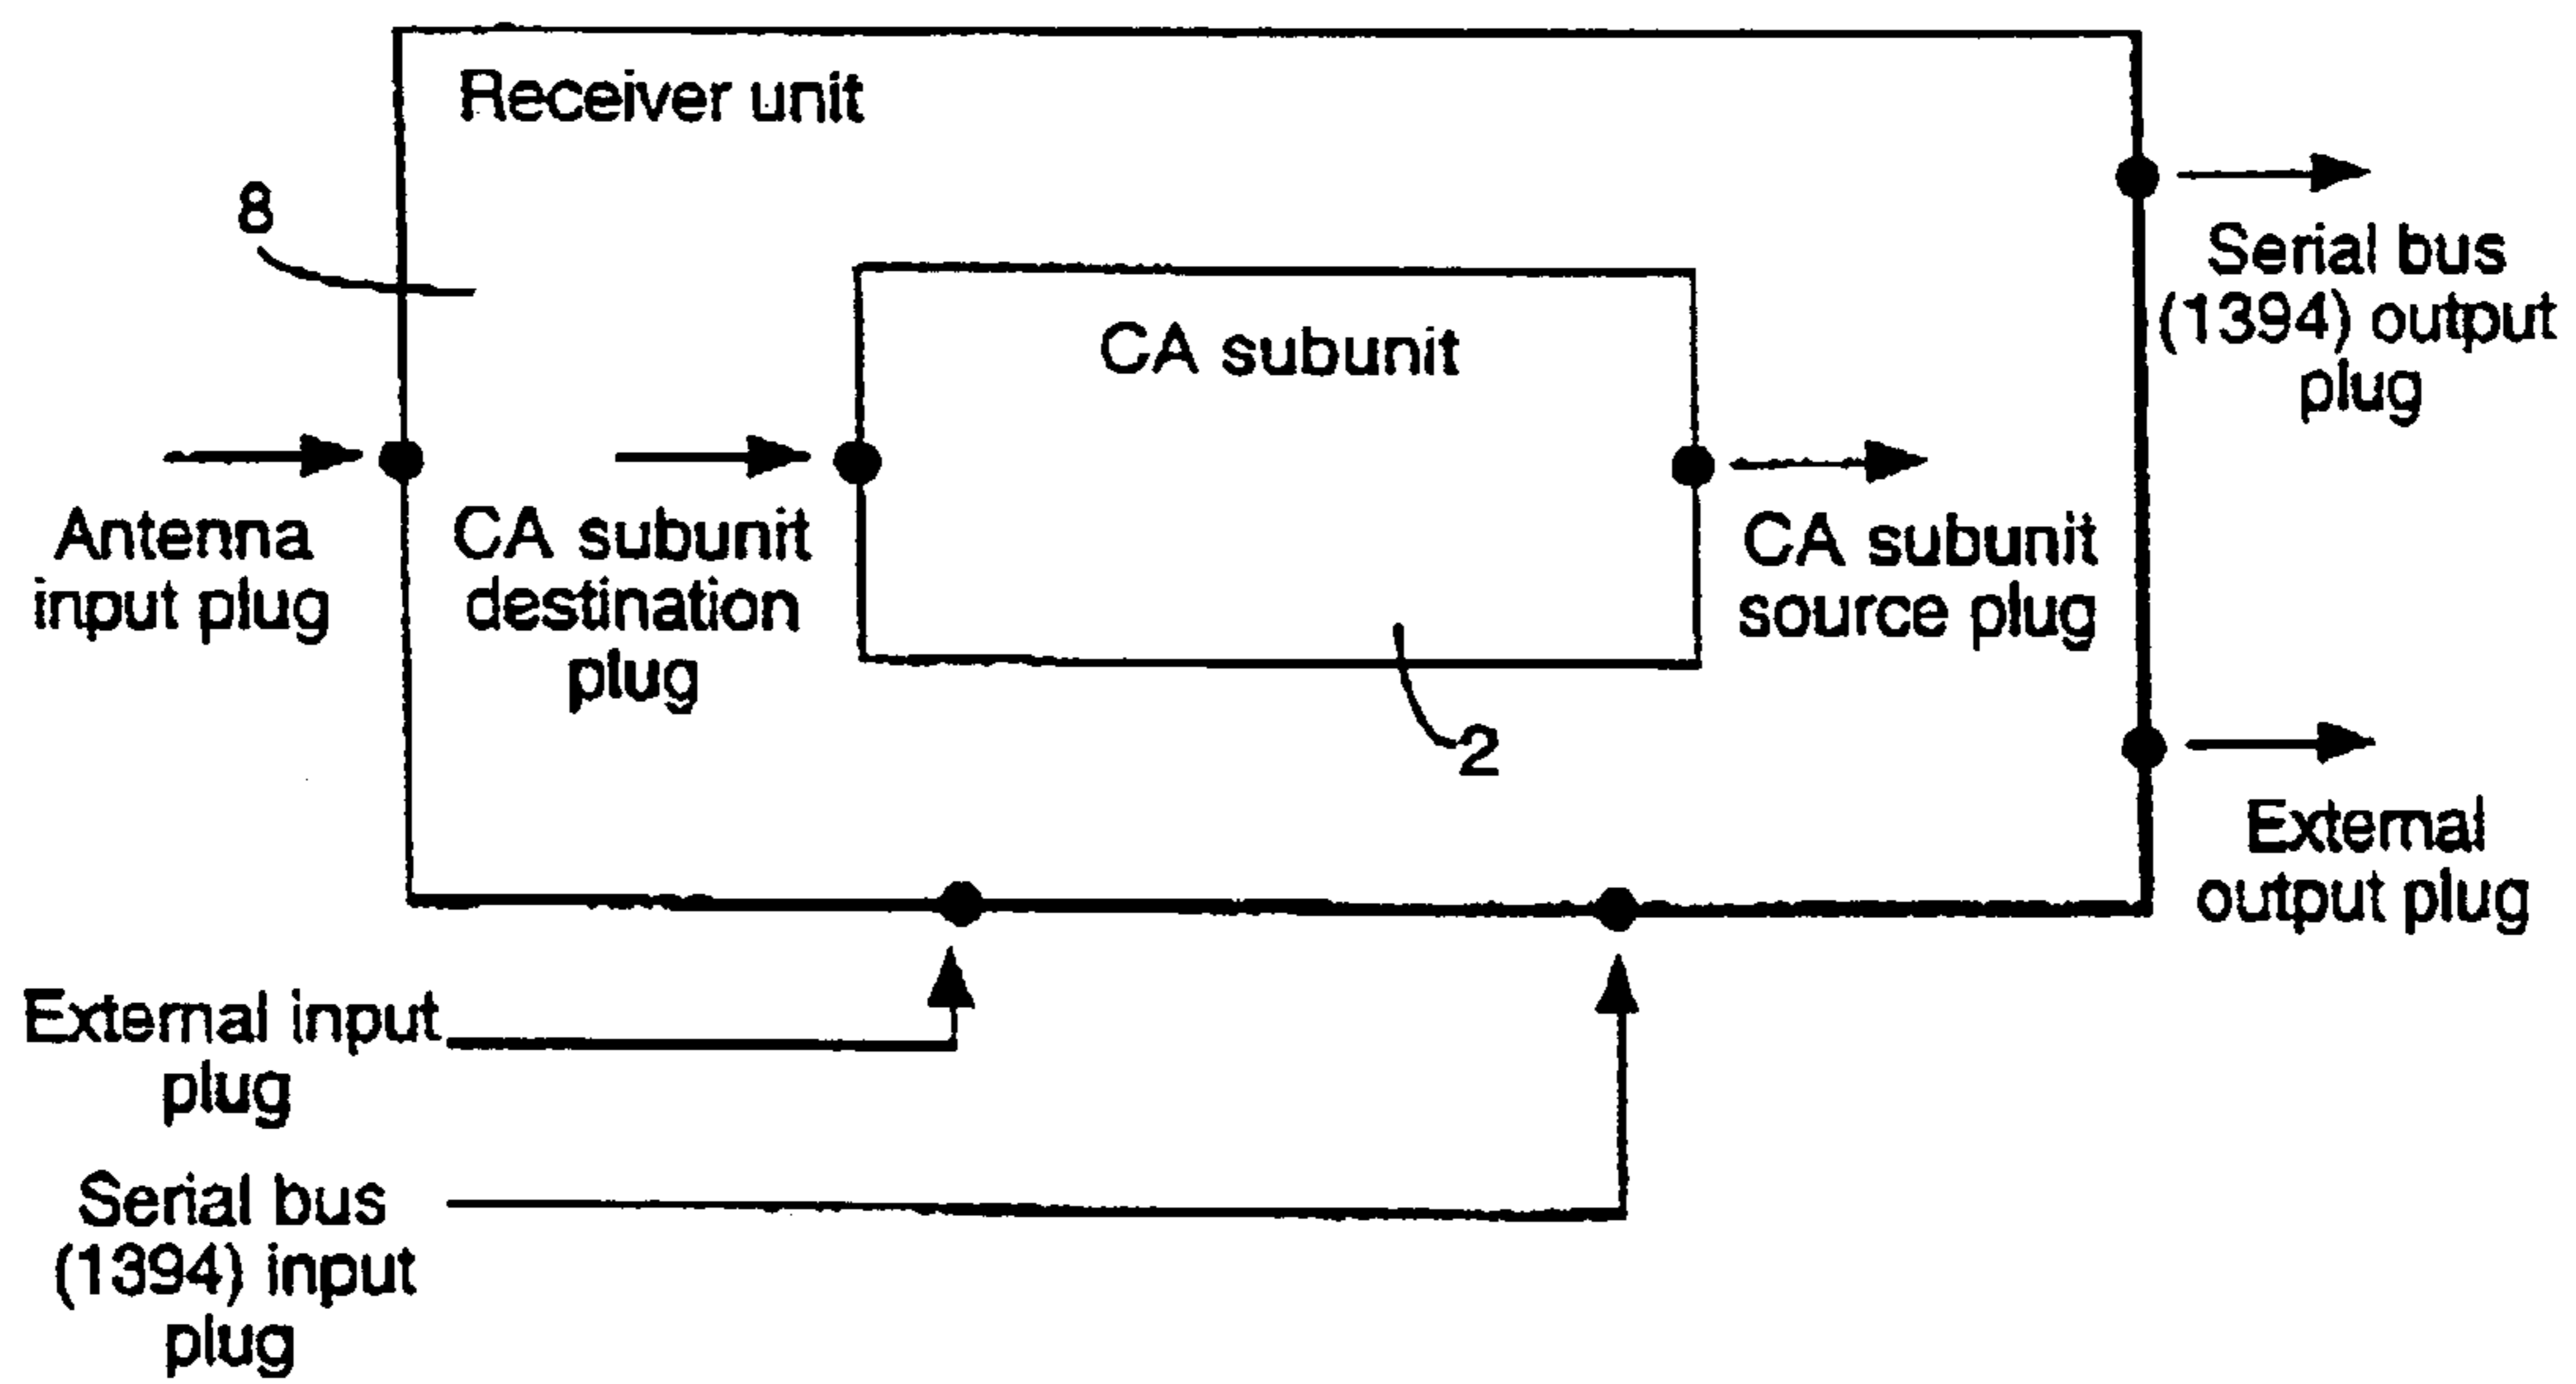 Receiver unit
8
CA subunit
Serial bus
(1394) output
plug
Antenna
input plug
CA subunit
destination
plug
CA subunit
source plug
2
External
output plug
External input
plug
Serial bus
(1394) input
plug